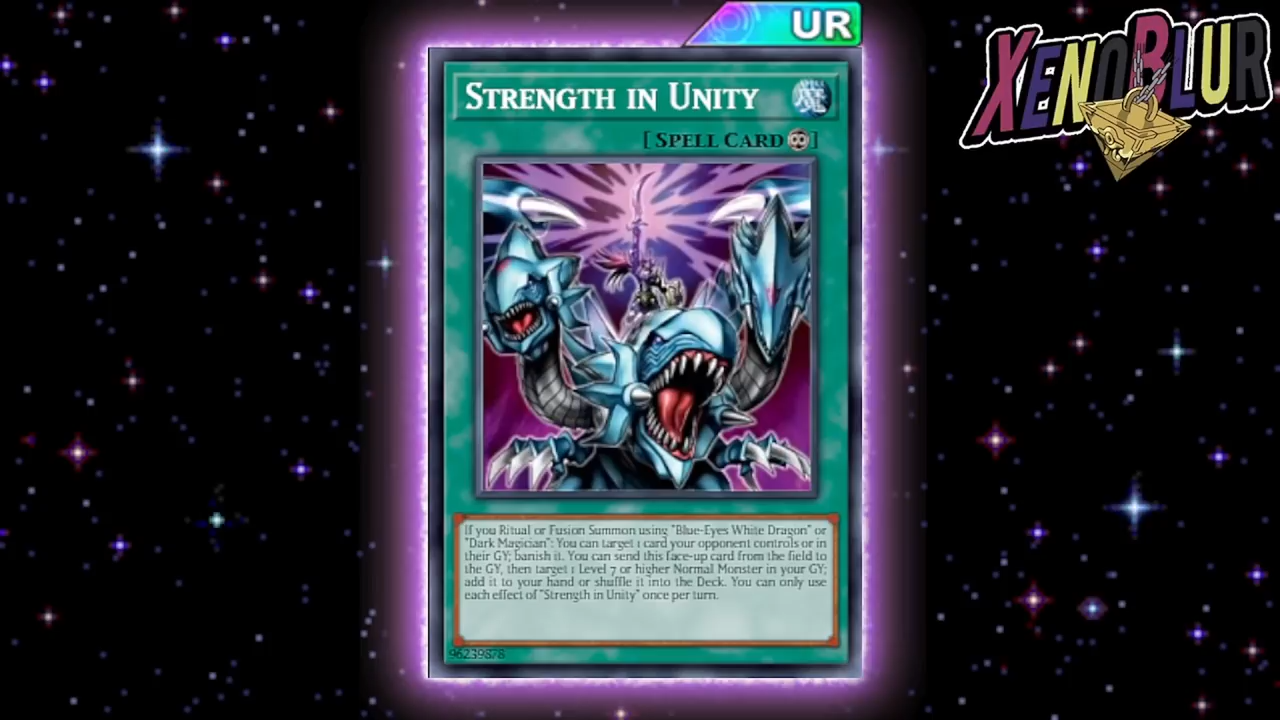 UR
XENOBLUR
STRENGTH IN UNITY
[ SPELL CARD ]
If you Ritual or Fusion Summon using "Blue-Eyes White Dragon" or
"Dark Magician": You can target 1 card your opponent controls or in
their GY; banish it. You can send this face-up card from the field to
the GY, then target 1 Level 7 or higher Normal Monster in your GY;
add it to your hand or shuffle it into the Deck. You can only use
each effect of "Strength in Unity" once per turn.
96239878